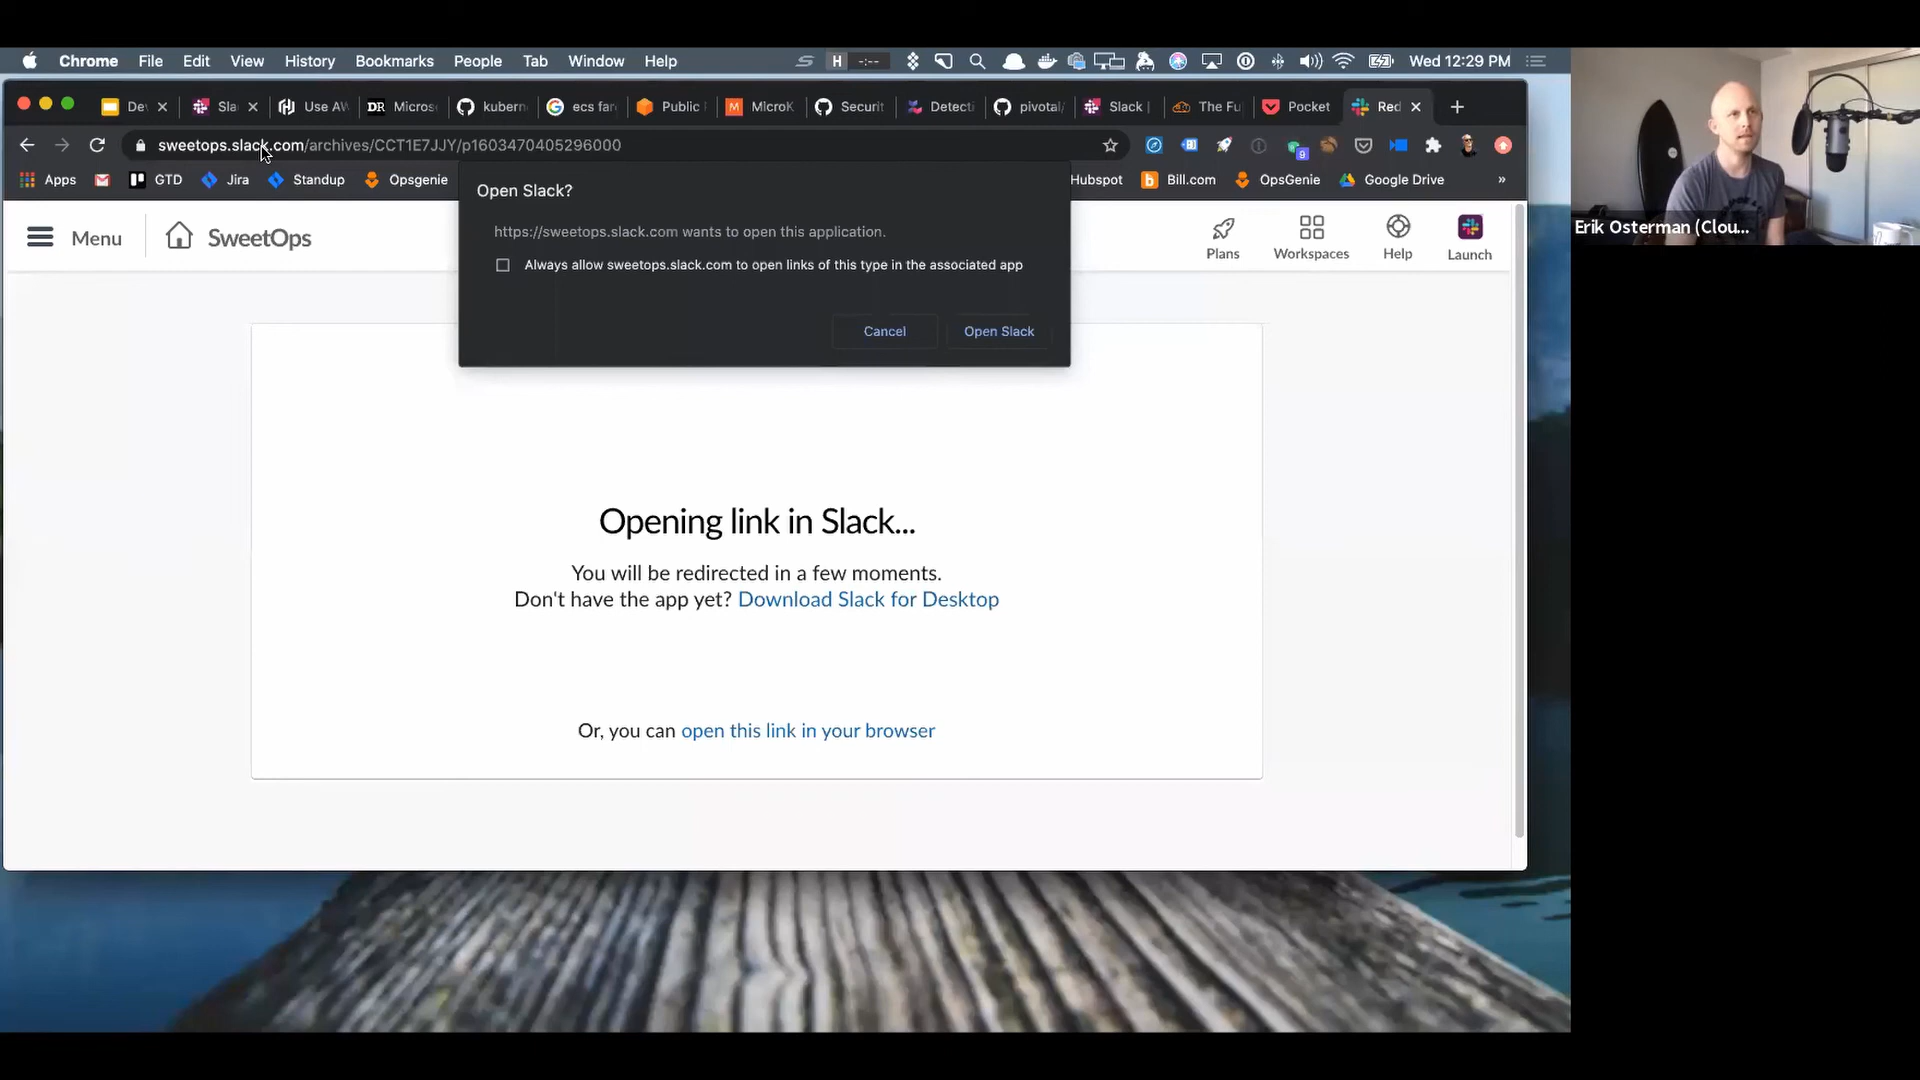 Chrome File Edit View History Bookmarks People Tab Window Help H -:-- Wed 12:29 PM
De Sla Use AW DR Micros kubern ecs far Public MicroK Securit Detecti pivotal/ Slack | The Fu Pocket Red
sweetops.slack.com/archives/CCT1E7JJY/p1603470405296000 9
Apps GTD Jira Standup Opsgenie Hubspot Bill.com OpsGenie Google Drive »
Open Slack?
https://sweetops.slack.com wants to open this application.
Always allow sweetops.slack.com to open links of this type in the associated app
Cancel Open Slack
Menu SweetOps Plans Workspaces Help Launch
Opening link in Slack...
You will be redirected in a few moments.
Don't have the app yet? Download Slack for Desktop
Or, you can open this link in your browser
Erik Osterman (Clou...